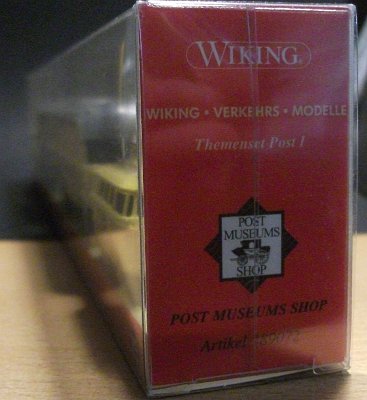 WIKING
WIKING • VERKEHRS • MODELLE
Themenset Post 1
POST
MUSEUMS
SHOP
POST MUSEUMS SHOP
Artikel